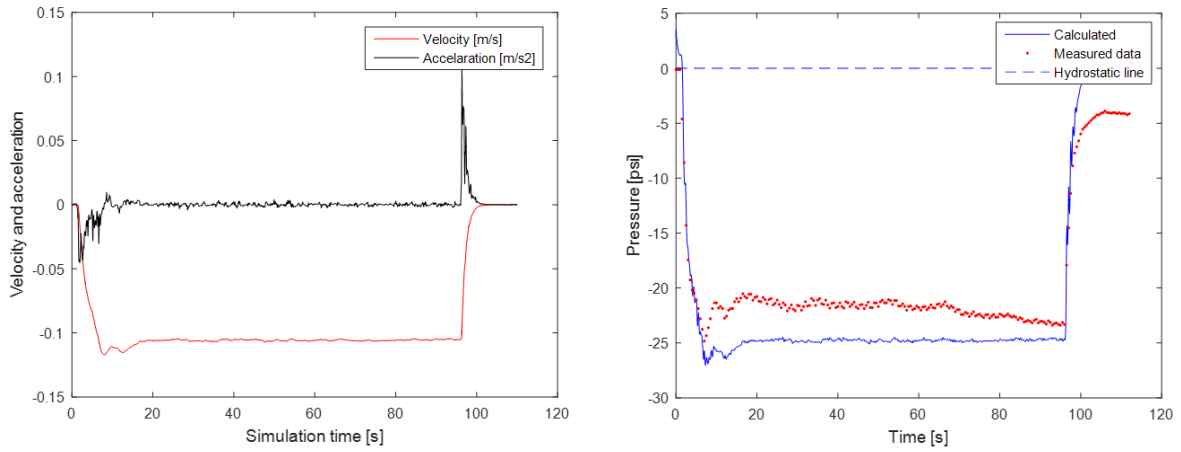 0.15
0.1
0.05
0
-0.05
-0.1
-0.15
0 20 40 60 80 100 120
Velocity and acceleration
Simulation time [s]
Velocity [m/s]
Accelaration [m/s2]
5
0
-5
-10
-15
-20
-25
-30
0 20 40 60 80 100 120
Pressure [psi]
Time [s]
Calculated
Measured data
Hydrostatic line